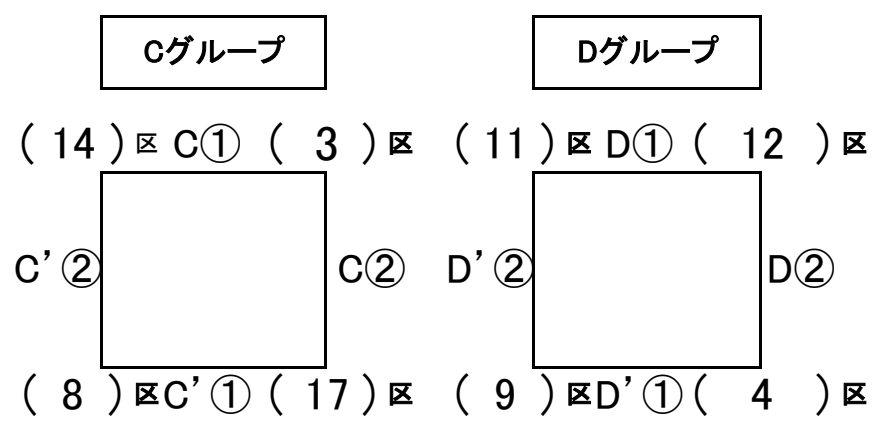 Cグループ Dグループ
( 14 )区 C① ( 3 )区 ( 11 )区 D① ( 12 )区
C'② C② D'② D②
( 8 )区C'① ( 17 )区 ( 9 )区D'① ( 4 )区